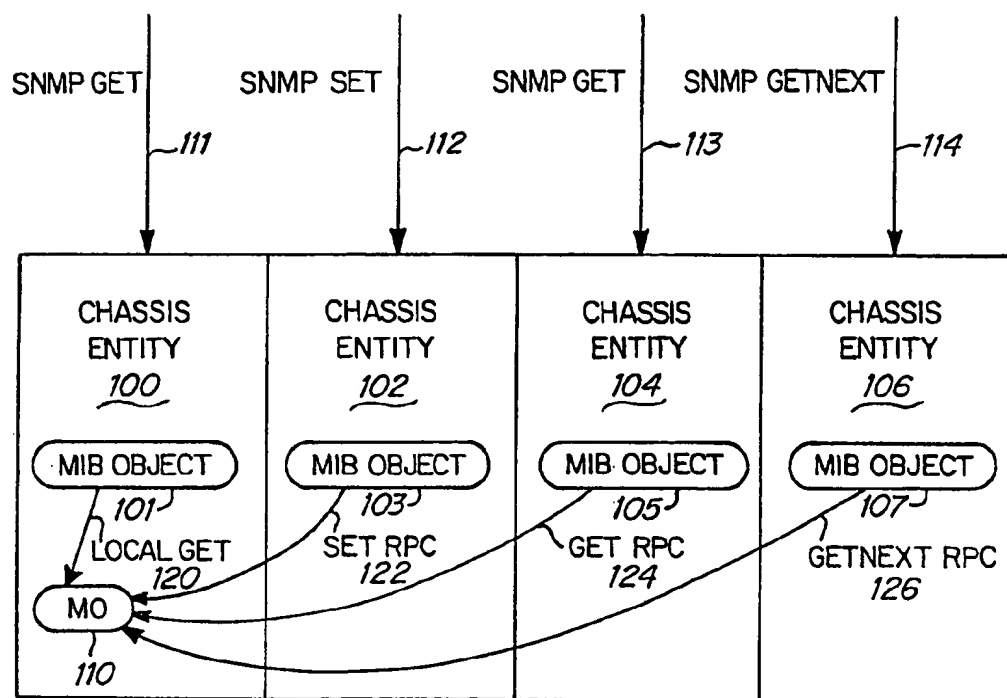 SNMP GET
SNMP SET
SNMP GET
SNMP GETNEXT
111
112
113
114
CHASSIS
ENTITY
100
CHASSIS
ENTITY
102
CHASSIS
ENTITY
104
CHASSIS
ENTITY
106
MIB OBJECT
101
MIB OBJECT
103
MIB OBJECT
105
MIB OBJECT
107
LOCAL GET
120
SET RPC
122
GET RPC
124
GETNEXT RPC
126
MO
110